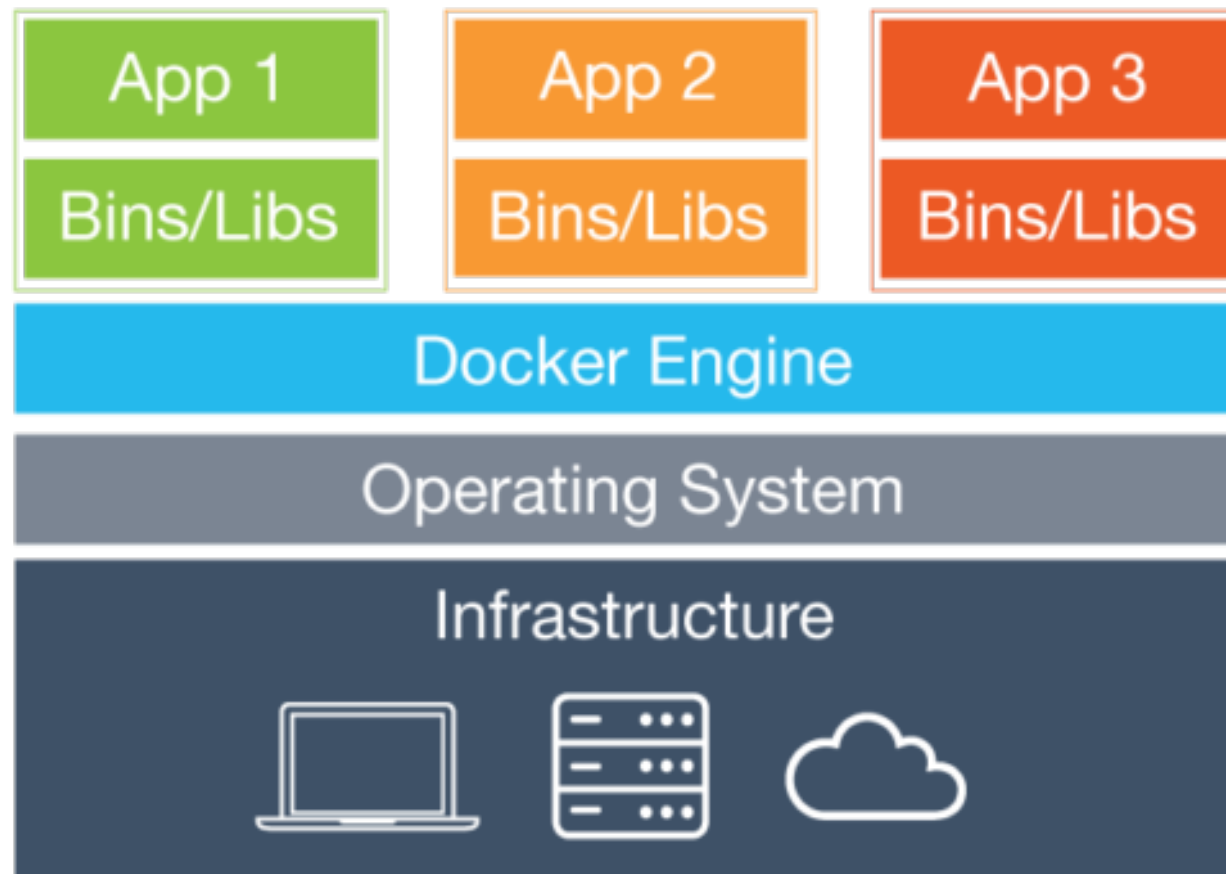 App 1
App 2
App 3
Bins/Libs
Bins/Libs
Bins/Libs
Docker Engine
Operating System
Infrastructure